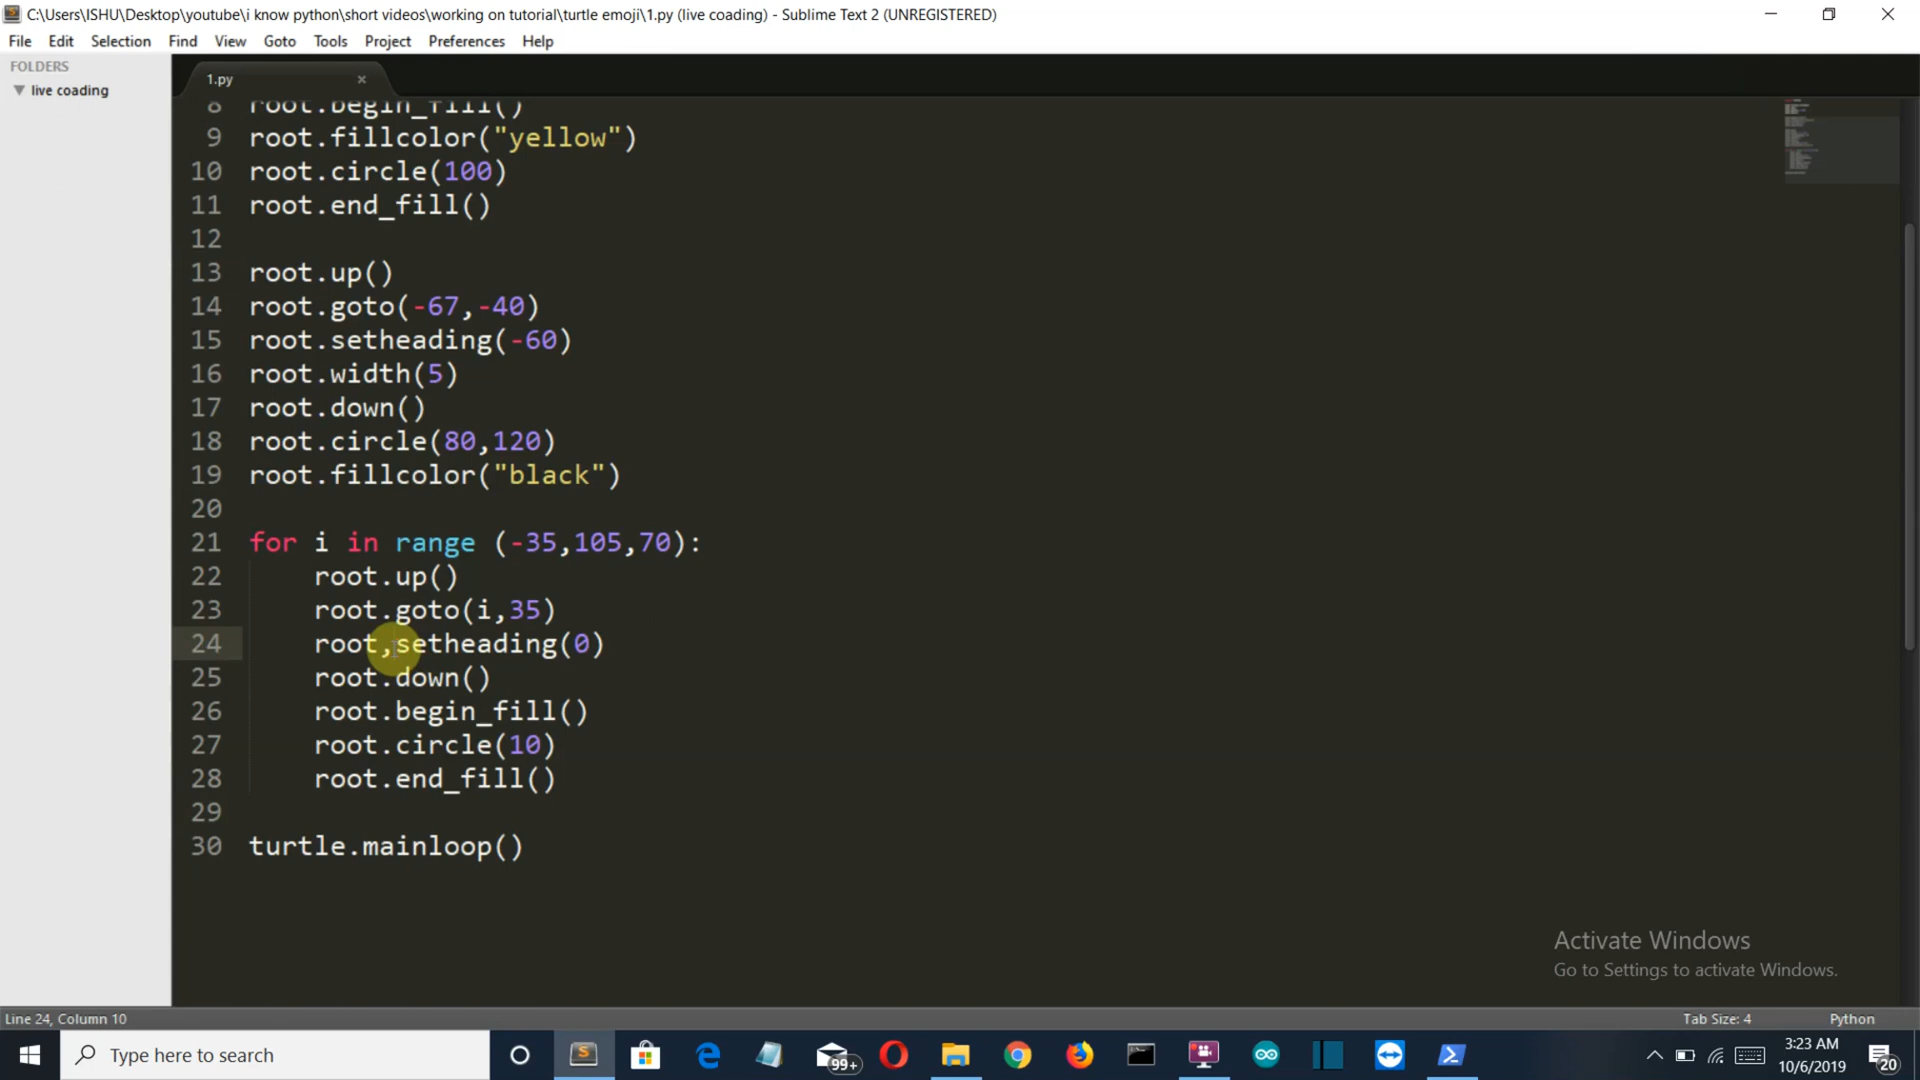 C:\Users\ISHU\Desktop\youtube\i know python\short videos\working on tutorial\turtle emoji\1.py (live coading) - Sublime Text 2 (UNREGISTERED)
File Edit Selection Find View Goto Tools Project Preferences Help
FOLDERS
live coading
1.py
8 root.begin_fill()
9 root.fillcolor("yellow")
10 root.circle(100)
11 root.end_fill()
12
13 root.up()
14 root.goto(-67,-40)
15 root.setheading(-60)
16 root.width(5)
17 root.down()
18 root.circle(80,120)
19 root.fillcolor("black")
20
21 for i in range (-35,105,70):
22 root.up()
23 root.goto(i,35)
24 root,setheading(0)
25 root.down()
26 root.begin_fill()
27 root.circle(10)
28 root.end_fill()
29
30 turtle.mainloop()
Activate Windows
Go to Settings to activate Windows.
Line 24, Column 10
Tab Size: 4
Python
Type here to search
99+
3:23 AM
10/6/2019
20